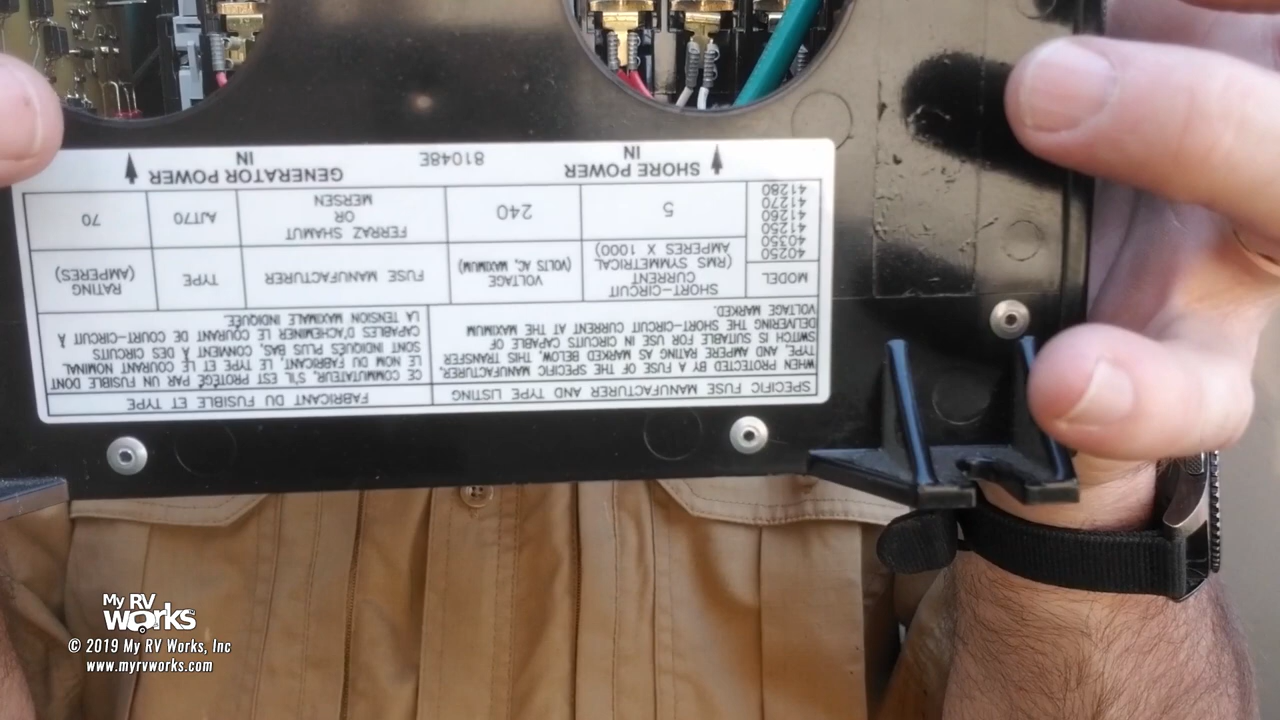 SPECIFIC FUSE MANUFACTURER AND TYPE LISTING
FABRICANT DU FUSIBLE ET TYPE
WHEN PROTECTED BY A FUSE OF THE SPECIFIC MANUFACTURER,
TYPE, AND AMPERE RATING AS MARKED BELOW, THIS TRANSFER
SWITCH IS SUITABLE FOR USE IN CIRCUITS CAPABLE OF
DELIVERING THE SHORT-CIRCUIT CURRENT AT THE MAXIMUM
VOLTAGE MARKED.
CE COMMUTATEUR, S'IL EST PROTÉGÉ PAR UN FUSIBLE DONT
LE NOM DU FABRICANT, LE TYPE ET LE COURANT NOMINAL
SONT INDIQUES PLUS BAS, CONVIENT À DES CIRCUITS
CAPABLES D'ACHEMINER LE COURANT DE COURT-CIRCUIT À
LA TENSION MAXIMALE INDIQUÉE.
MODEL
SHORT-CIRCUIT
CURRENT
(RMS SYMMETRICAL
AMPERES X 1000)
VOLTAGE
(VOLTS AC, MAXIMUM)
FUSE MANUFACTURER
TYPE
RATING
(AMPERES)
40250
40350
41250
41260
41270
41280
5
240
FERRAZ SHAMUT
OR
MERSEN
AJT70
70
SHORE POWER
IN
81048E
GENERATOR POWER
IN
My RV
works
© 2019 My RV Works, Inc
www.myrvworks.com